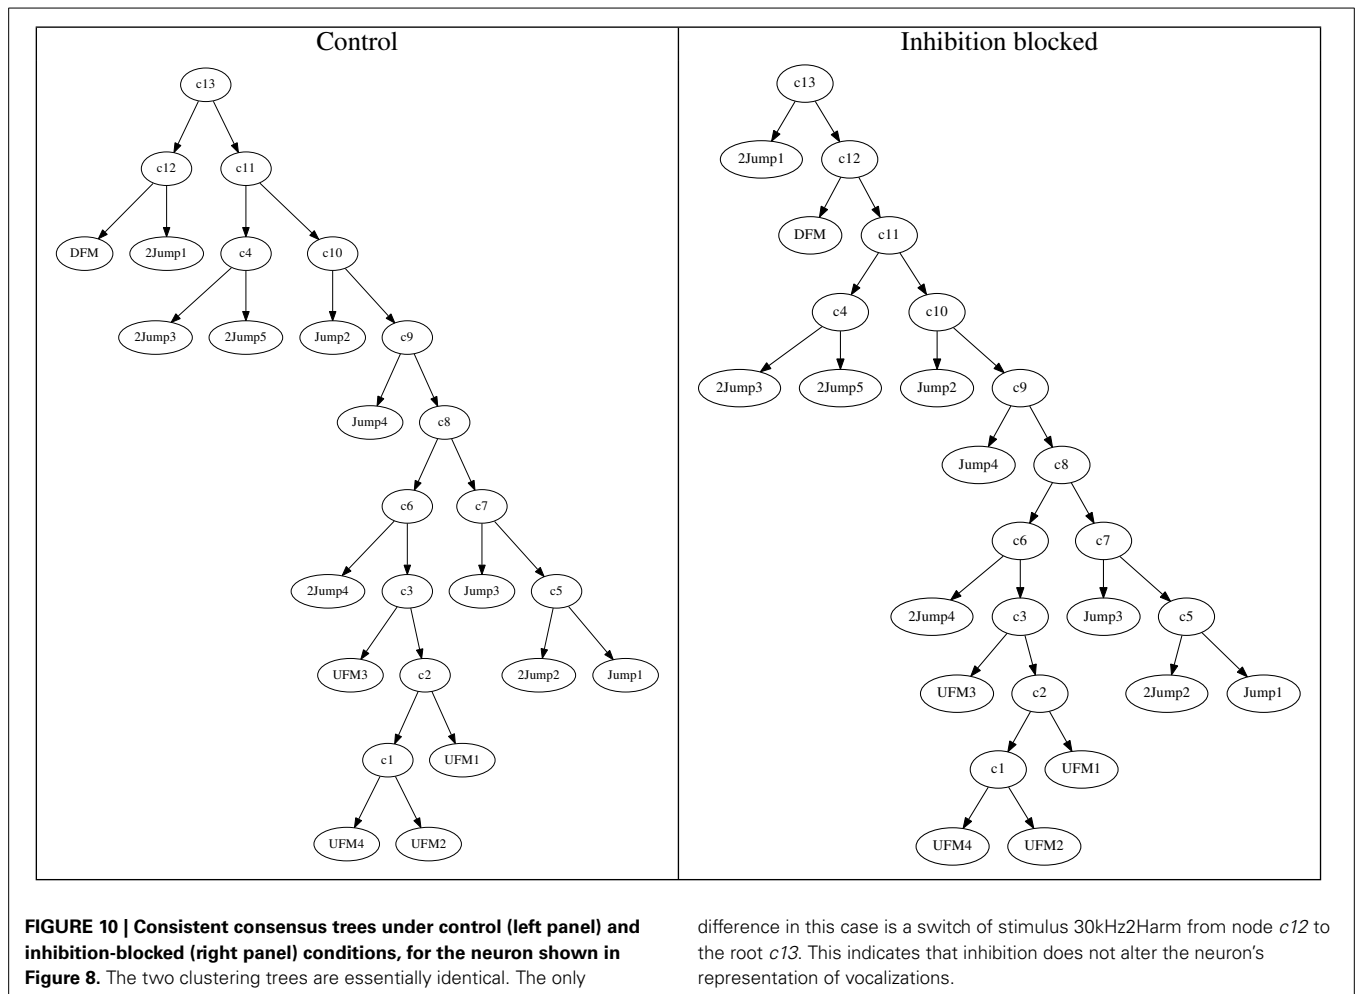 Control
c13
c12 c11
DFM 2Jump1 c4 c10
2Jump3 2Jump5 Jump2 c9
Jump4 c8
c6 c7
2Jump4 c3 Jump3 c5
UFM3 c2 2Jump2 Jump1
c1 UFM1
UFM4 UFM2
Inhibition blocked
c13
2Jump1 c12
DFM c11
c4 c10
2Jump3 2Jump5 Jump2 c9
Jump4 c8
c6 c7
2Jump4 c3 Jump3 c5
UFM3 c2 2Jump2 Jump1
c1 UFM1
UFM4 UFM2
FIGURE 10 | Consistent consensus trees under control (left panel) and
inhibition-blocked (right panel) conditions, for the neuron shown in
Figure 8. The two clustering trees are essentially identical. The only
difference in this case is a switch of stimulus 30kHz2Harm from node c12 to
the root c13. This indicates that inhibition does not alter the neuron's
representation of vocalizations.